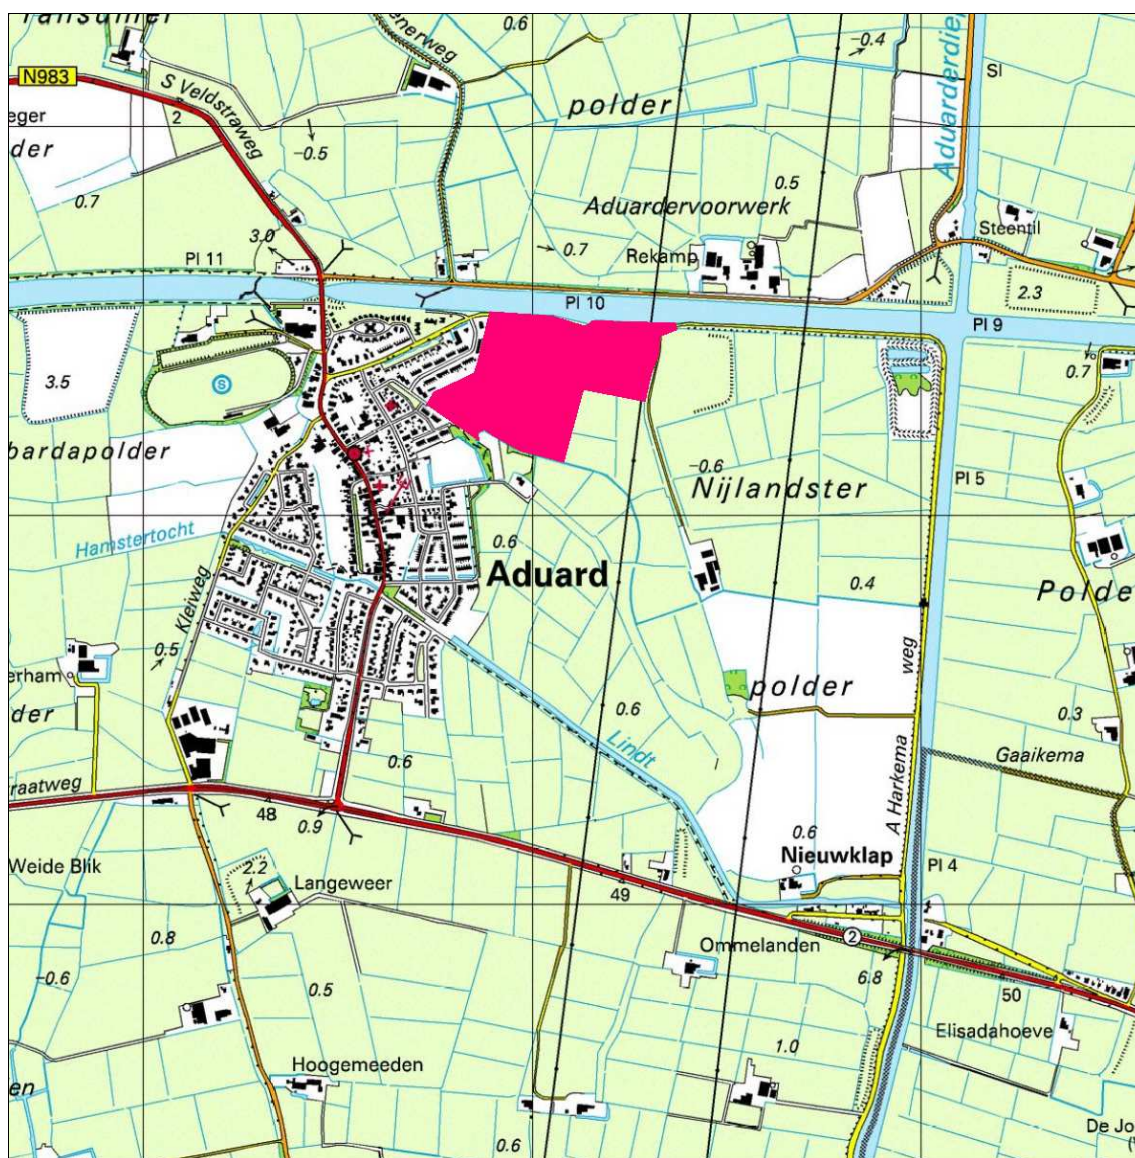 0.6
-0.4
Aduarderdiep
N983
S Veldstraweg
2
Sl
polder
eger
der
-0.5
0.7
0.5
Aduardervoorwerk
Steentil
3.0
0.7
Rekamp
Pl 11
Pl 10
2.3
Pl 9
3.5
S
0.7
bardapolder
-0.6
Nijlandster
Pl 5
Hamstertocht
0.6
Aduard
0.4
Polde
Kleiweg
0.5
erham
der
polder
weg
0.6
0.3
Lindt
Gaaikema
0.6
raatweg
48
0.9
A Harkema
0.6
Nieuwklap
Weide Blik
2.2
Langeweer
49
Pl 4
0.8
Ommelanden
2
6.8
-0.6
0.5
50
Elisadahoeve
1.0
Hoogemeeden
en
0.6
De Jo